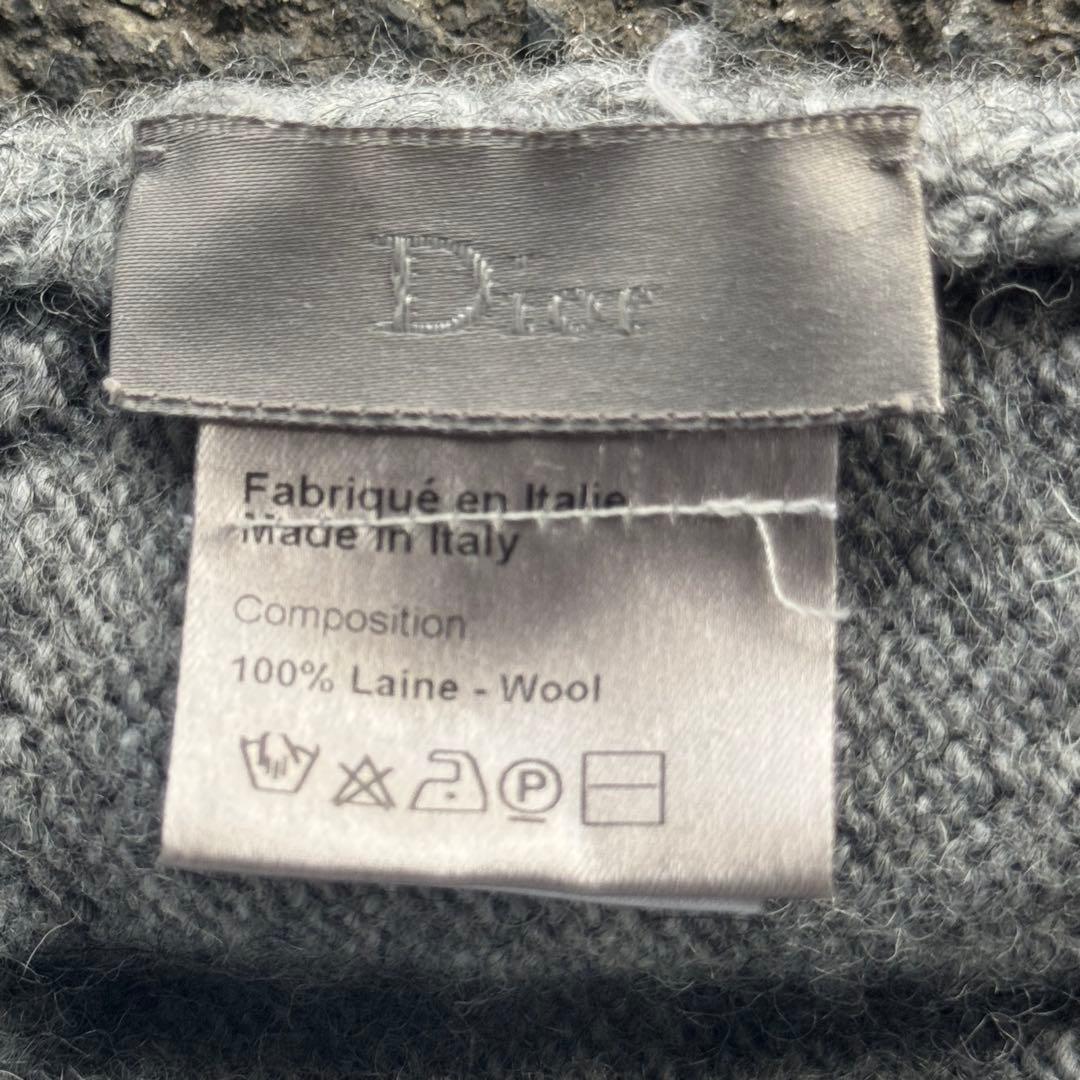 Dior
Fabriqué en Italie
Made in Italy
Composition
100% Laine - Wool
P